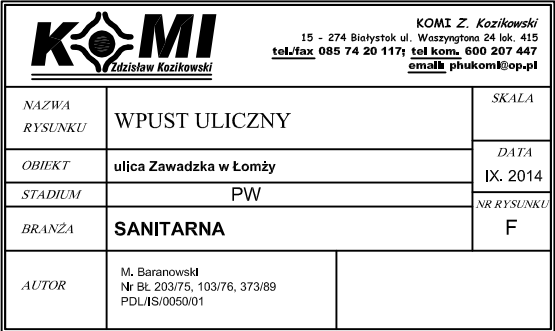 KOMI
Zdzisław Kozikowski
KOMI Z. Kozikowski
15 - 274 Białystok ul. Waszyngtona 24 lok. 415
tel./fax 085 74 20 117; tel kom. 600 207 447
email: phukomi@op.pl
NAZWA RYSUNKU
WPUST ULICZNY
SKALA
OBIEKT
ulica Zawadzka w Łomży
DATA
IX. 2014
STADIUM
PW
NR RYSUNKU
F
BRANŻA
SANITARNA
AUTOR
M. Baranowski
Nr BŁ 203/75, 103/76, 373/89
PDL/IS/0050/01